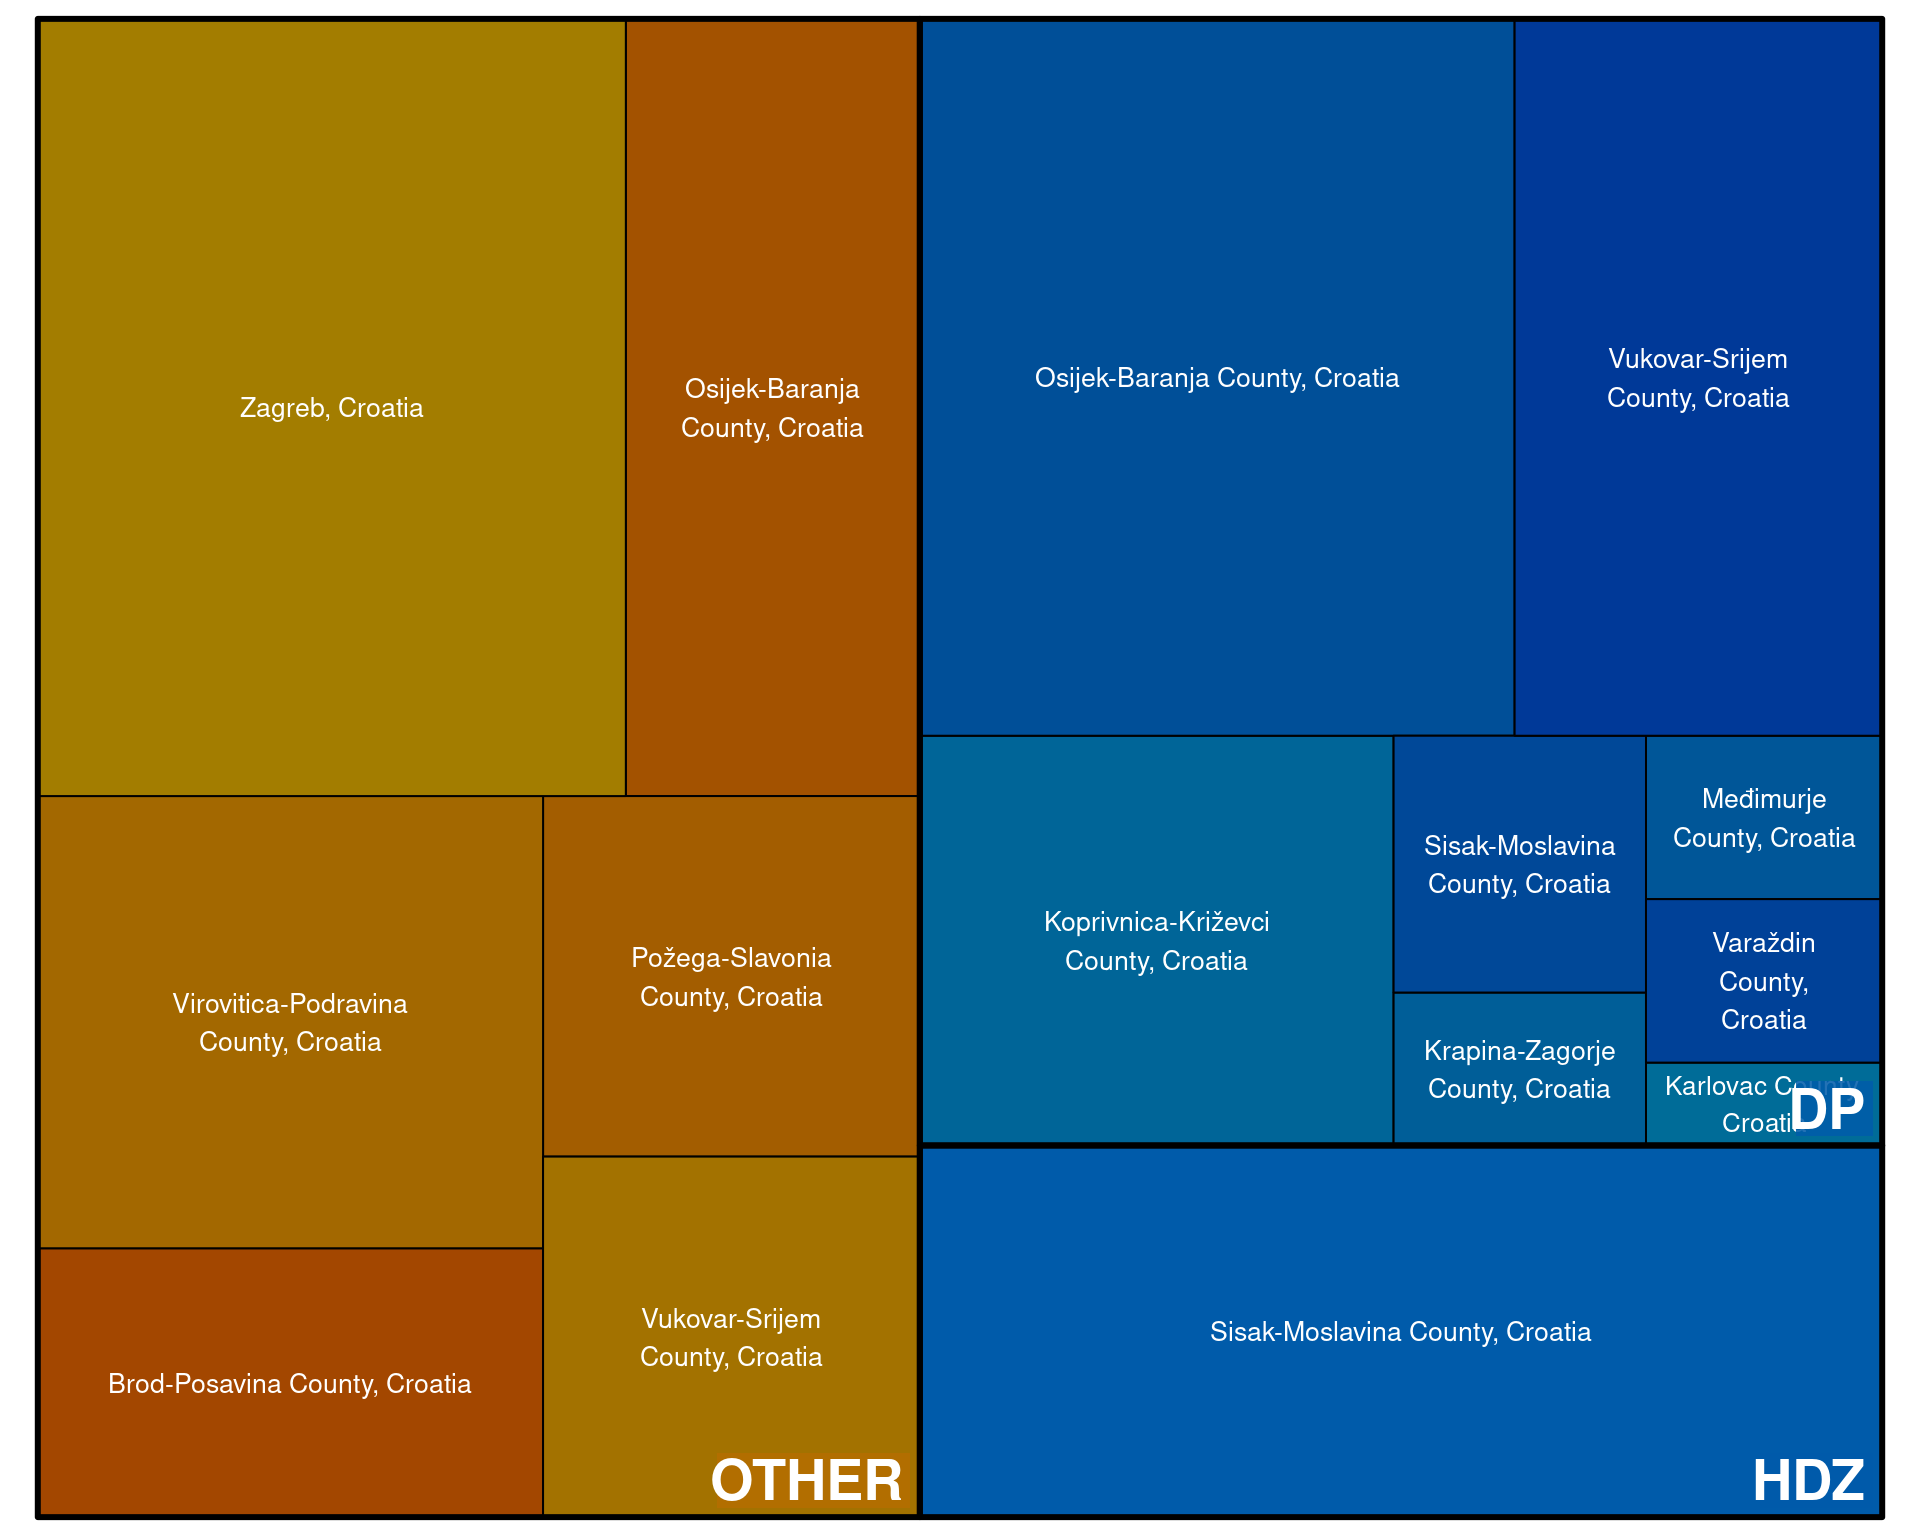 Zagreb, Croatia
Osijek-Baranja
County, Croatia
Virovitica-Podravina
County, Croatia
Požega-Slavonia
County, Croatia
Brod-Posavina County, Croatia
Vukovar-Srijem
County, Croatia
OTHER
Osijek-Baranja County, Croatia
Vukovar-Srijem
County, Croatia
Koprivnica-Križevci
County, Croatia
Sisak-Moslavina
County, Croatia
Krapina-Zagorje
County, Croatia
Međimurje
County, Croatia
Varaždin
County,
Croatia
Karlovac County,
Croatia
DP
Sisak-Moslavina County, Croatia
HDZ